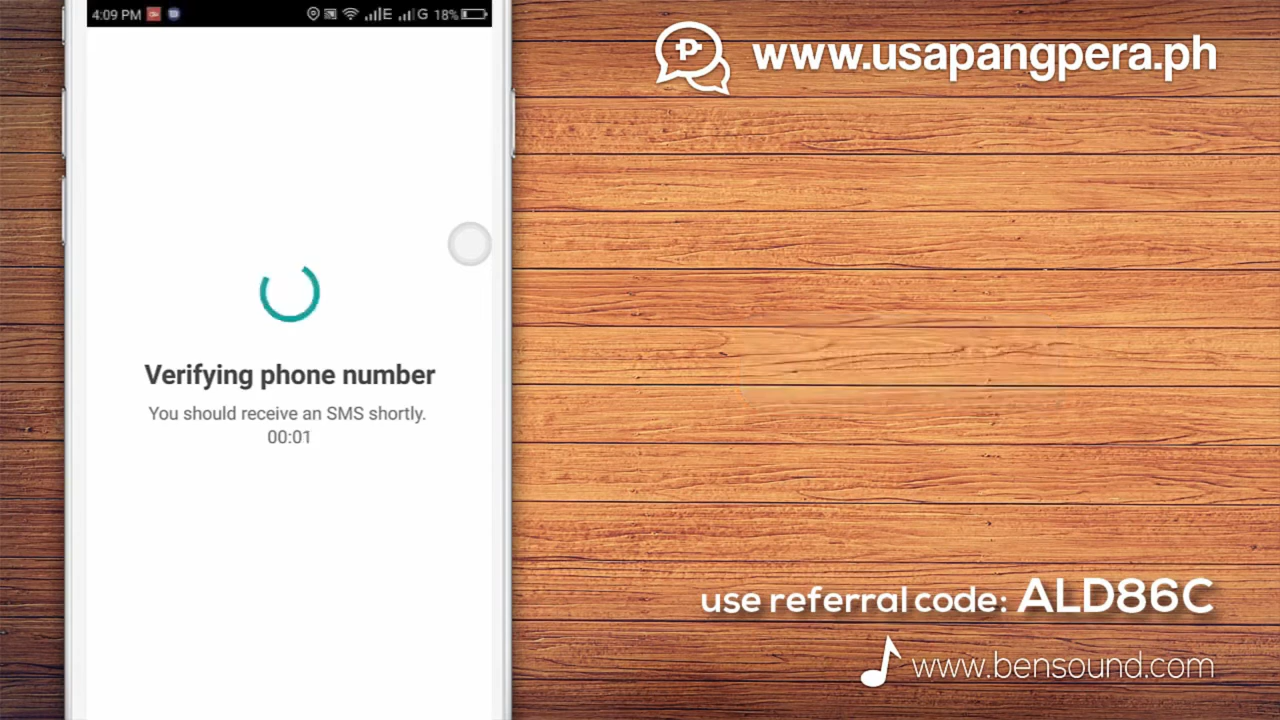 4:09 PM
E
G 18%
www.usapangpera.ph
Verifying phone number
You should receive an SMS shortly.
00:01
use referral code: ALD86C
www.bensound.com